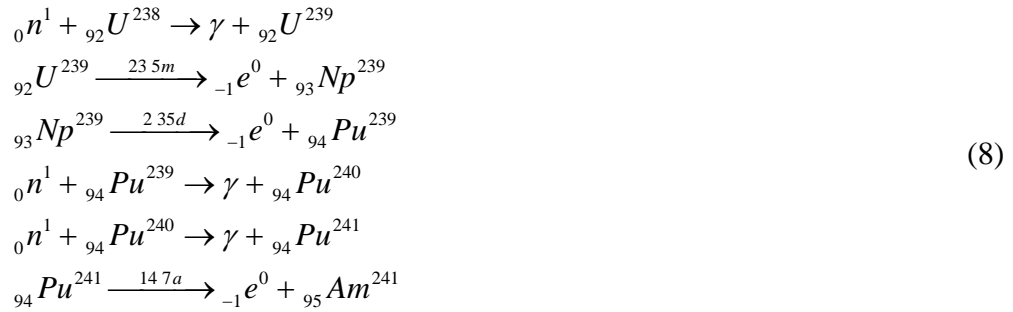 ₀n¹ + ₉₂U²³⁸ → γ + ₉₂U²³⁹
₉₂U²³⁹ —23 5m→ ₋₁e⁰ + ₉₃Np²³⁹
₉₃Np²³⁹ —2 35d→ ₋₁e⁰ + ₉₄Pu²³⁹
(8)
₀n¹ + ₉₄Pu²³⁹ → γ + ₉₄Pu²⁴⁰
₀n¹ + ₉₄Pu²⁴⁰ → γ + ₉₄Pu²⁴¹
₉₄Pu²⁴¹ —14 7a→ ₋₁e⁰ + ₉₅Am²⁴¹